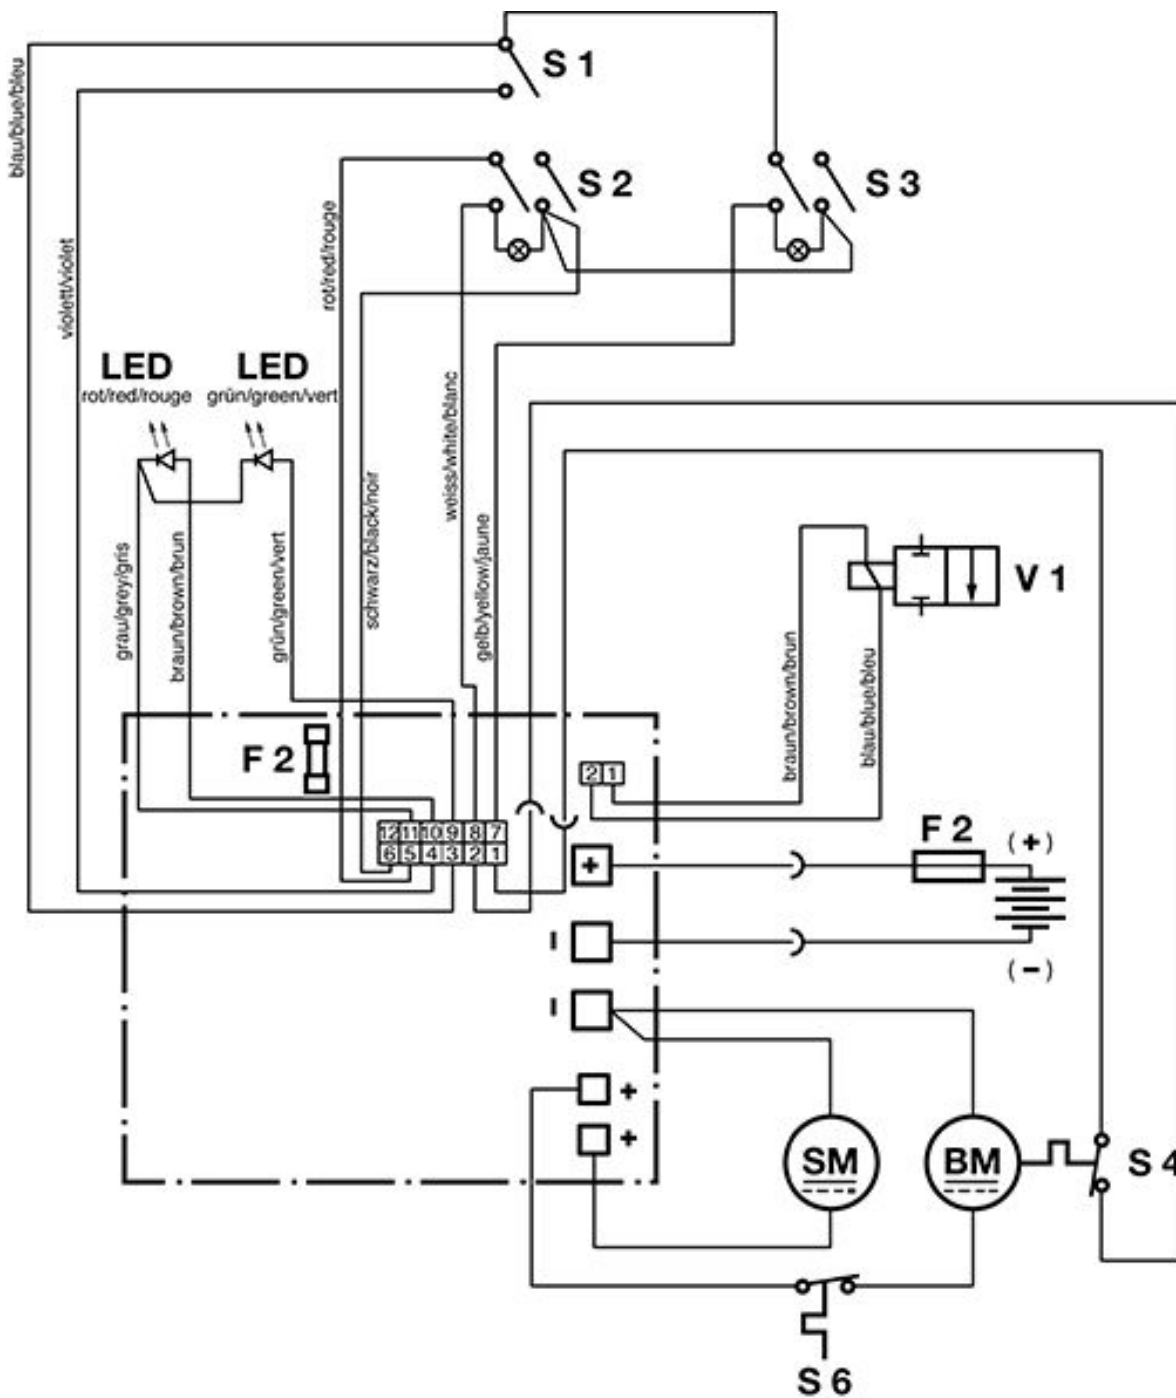 S 1
blau/blue/bleu
S 2
S 3
rot/red/rouge
violett/violet
LED
LED
rot/red/rouge
grün/green/vert
weiss/white/blanc
schwarz/black/noir
gelb/yellow/jaune
grau/grey/gris
braun/brown/brun
grün/green/vert
V 1
braun/brown/brun
blau/blue/bleu
F 2
2 1
12 11 10 9 8 7
6 5 4 3 2 1
+
F 2
(+)
-
(-)
-
+
+
SM
BM
S 4
S 6